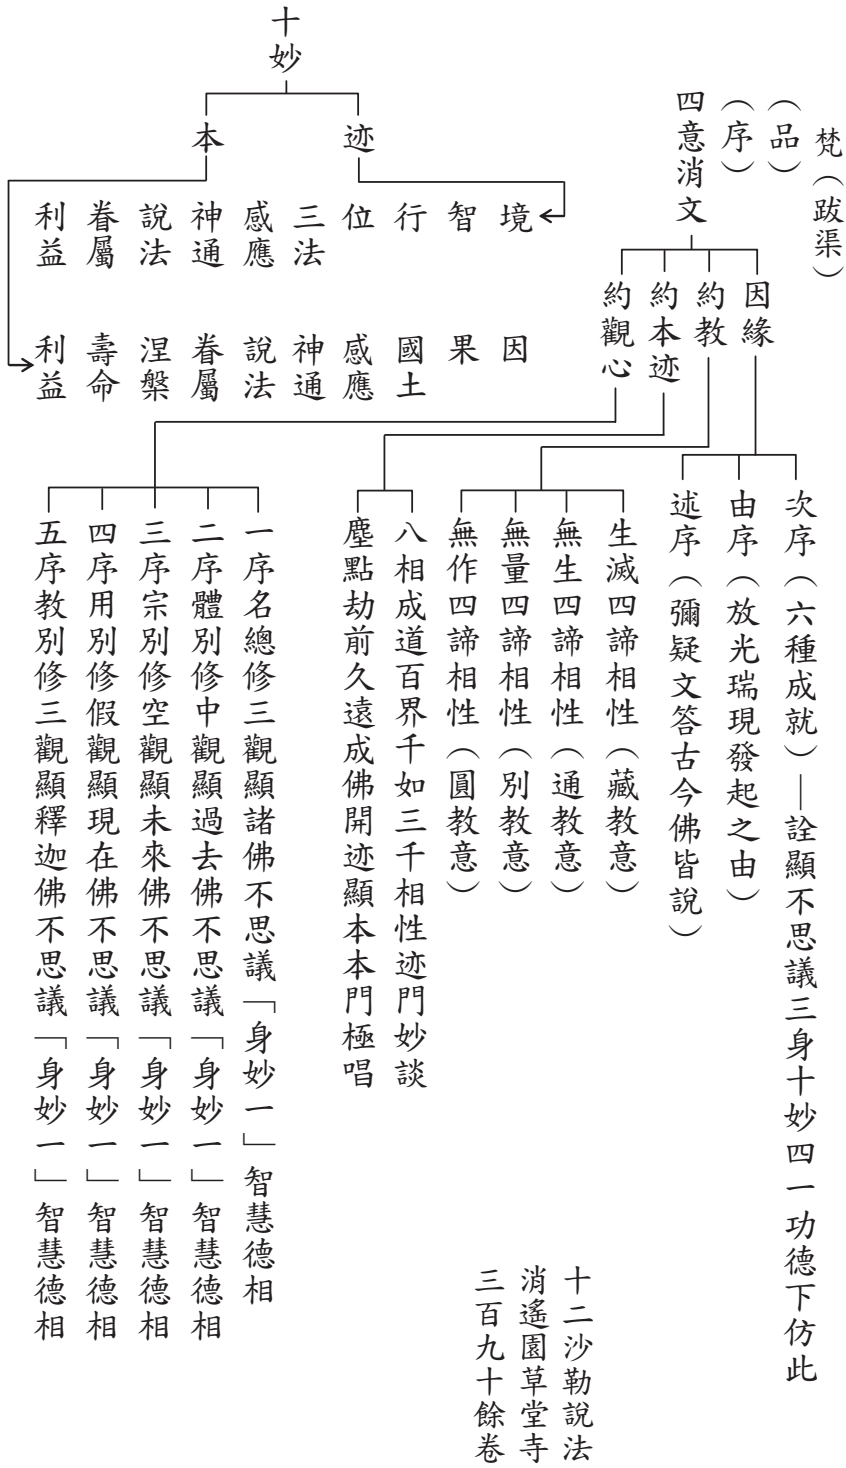 梵（跋渠）
（品）
（序）
四意消文
因緣
約教
約本迹
約觀心
次序（六種成就）—詮顯不思議三身十妙四一功德下仿此
由序（放光瑞現發起之由）
述序（彌疑文答古今佛皆說）
生滅四諦相性（藏教意）
無生四諦相性（通教意）
無量四諦相性（別教意）
無作四諦相性（圓教意）
八相成道百界千如三千相性迹門妙談
塵點劫前久遠成佛開迹顯本本門極唱
一序名總修三觀顯諸佛不思議「身妙一」智慧德相
二序體別修中觀顯過去佛不思議「身妙一」智慧德相
三序宗別修空觀顯未來佛不思議「身妙一」智慧德相
四序用別修假觀顯現在佛不思議「身妙一」智慧德相
五序教別修三觀顯釋迦佛不思議「身妙一」智慧德相
十妙
迹
本
境
智
行
位
三法
感應
神通
說法
眷屬
利益
因
果
國土
感應
神通
說法
眷屬
涅槃
壽命
利益
十二沙勒說法
消遙園草堂寺
三百九十餘卷